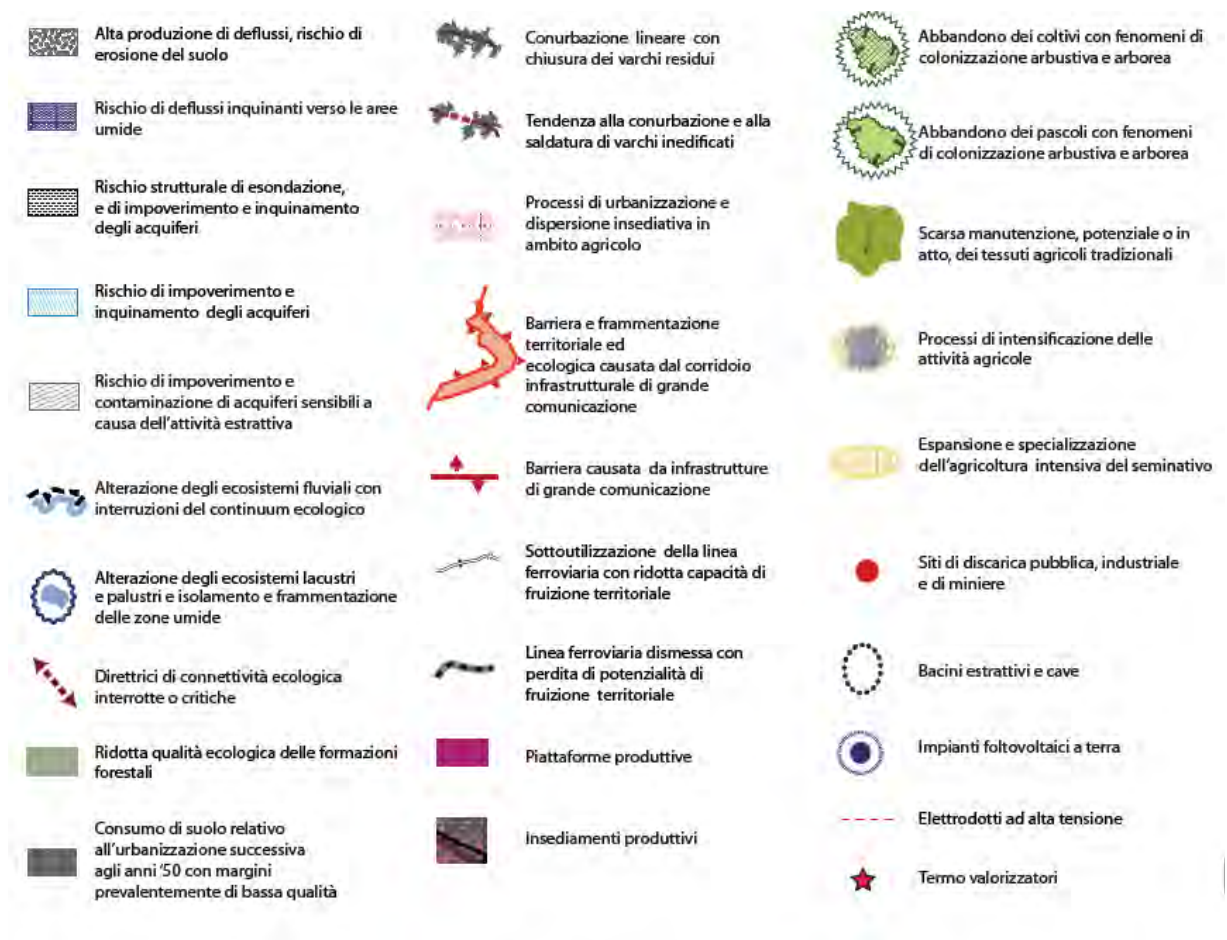 Alta produzione di deflussi, rischio di
erosione del suolo
Rischio di deflussi inquinanti verso le aree
umide
Rischio strutturale di esondazione,
e di impoverimento e inquinamento
degli acquiferi
Rischio di impoverimento e
inquinamento degli acquiferi
Rischio di impoverimento e
contaminazione di acquiferi sensibili a
causa dell'attività estrattiva
Alterazione degli ecosistemi fluviali con
interruzioni del continuum ecologico
Alterazione degli ecosistemi lacustri
e palustri e isolamento e frammentazione
delle zone umide
Direttrici di connettività ecologica
interrotte o critiche
Ridotta qualità ecologica delle formazioni
forestali
Consumo di suolo relativo
all'urbanizzazione successiva
agli anni '50 con margini
prevalentemente di bassa qualità
Conurbazione lineare con
chiusura dei varchi residui
Tendenza alla conurbazione e alla
saldatura di varchi inedificati
Processi di urbanizzazione e
dispersione insediativa in
ambito agricolo
Barriera e frammentazione
territoriale ed
ecologica causata dal corridoio
infrastrutturale di grande
comunicazione
Barriera causata da infrastrutture
di grande comunicazione
Sottoutilizzazione della linea
ferroviaria con ridotta capacità di
fruizione territoriale
Linea ferroviaria dismessa con
perdita di potenzialità di
fruizione territoriale
Piattaforme produttive
Insediamenti produttivi
Abbandono dei coltivi con fenomeni di
colonizzazione arbustiva e arborea
Abbandono dei pascoli con fenomeni
di colonizzazione arbustiva e arborea
Scarsa manutenzione, potenziale o in
atto, dei tessuti agricoli tradizionali
Processi di intensificazione delle
attività agricole
Espansione e specializzazione
dell'agricoltura intensiva del seminativo
Siti di discarica pubblica, industriale
e di miniere
Bacini estrattivi e cave
Impianti foltovoltaici a terra
Elettrodotti ad alta tensione
Termo valorizzatori